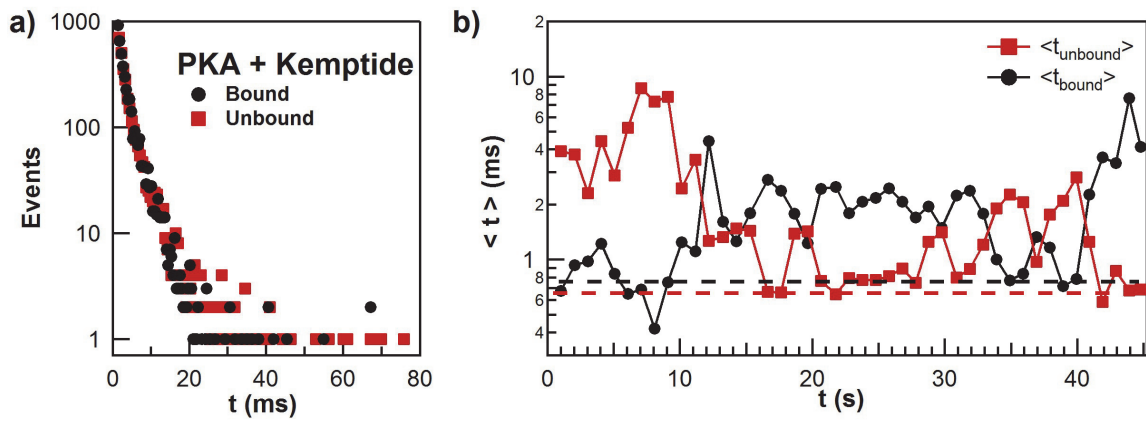 a)
1000
100
10
1
Events
PKA + Kemptide
Bound
Unbound
0 20 40 60 80
t (ms)
b)
2
10
8
6
4
2
1
8
6
4
< t > (ms)
<t_unbound>
<t_bound>
0 10 20 30 40
t (s)